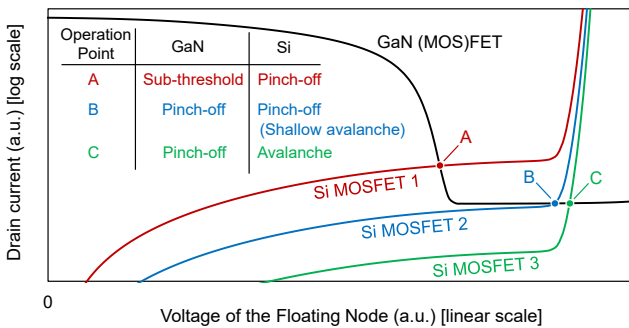 Operation Point GaN Si
A Sub-threshold Pinch-off
B Pinch-off Pinch-off
(Shallow avalanche)
C Pinch-off Avalanche
GaN (MOS)FET
A
B
C
Si MOSFET 1
Si MOSFET 2
Si MOSFET 3
Drain current (a.u.) [log scale]
0
Voltage of the Floating Node (a.u.) [linear scale]